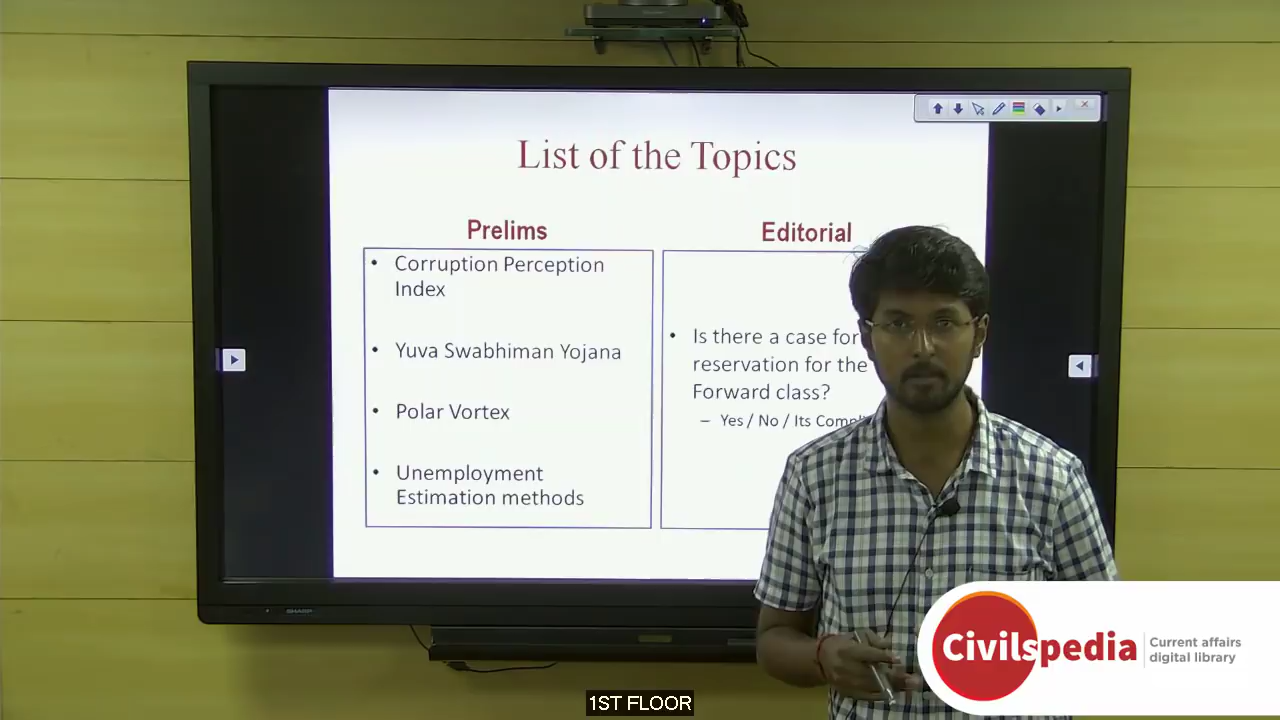 List of the Topics
Prelims
Corruption Perception
Index
Yuva Swabhiman Yojana
Polar Vortex
Unemployment
Estimation methods
Editorial
Is there a case for
reservation for the
Forward class?
– Yes / No / Its
SHARP
Civilspedia
Current affairs
digital library
1ST FLOOR